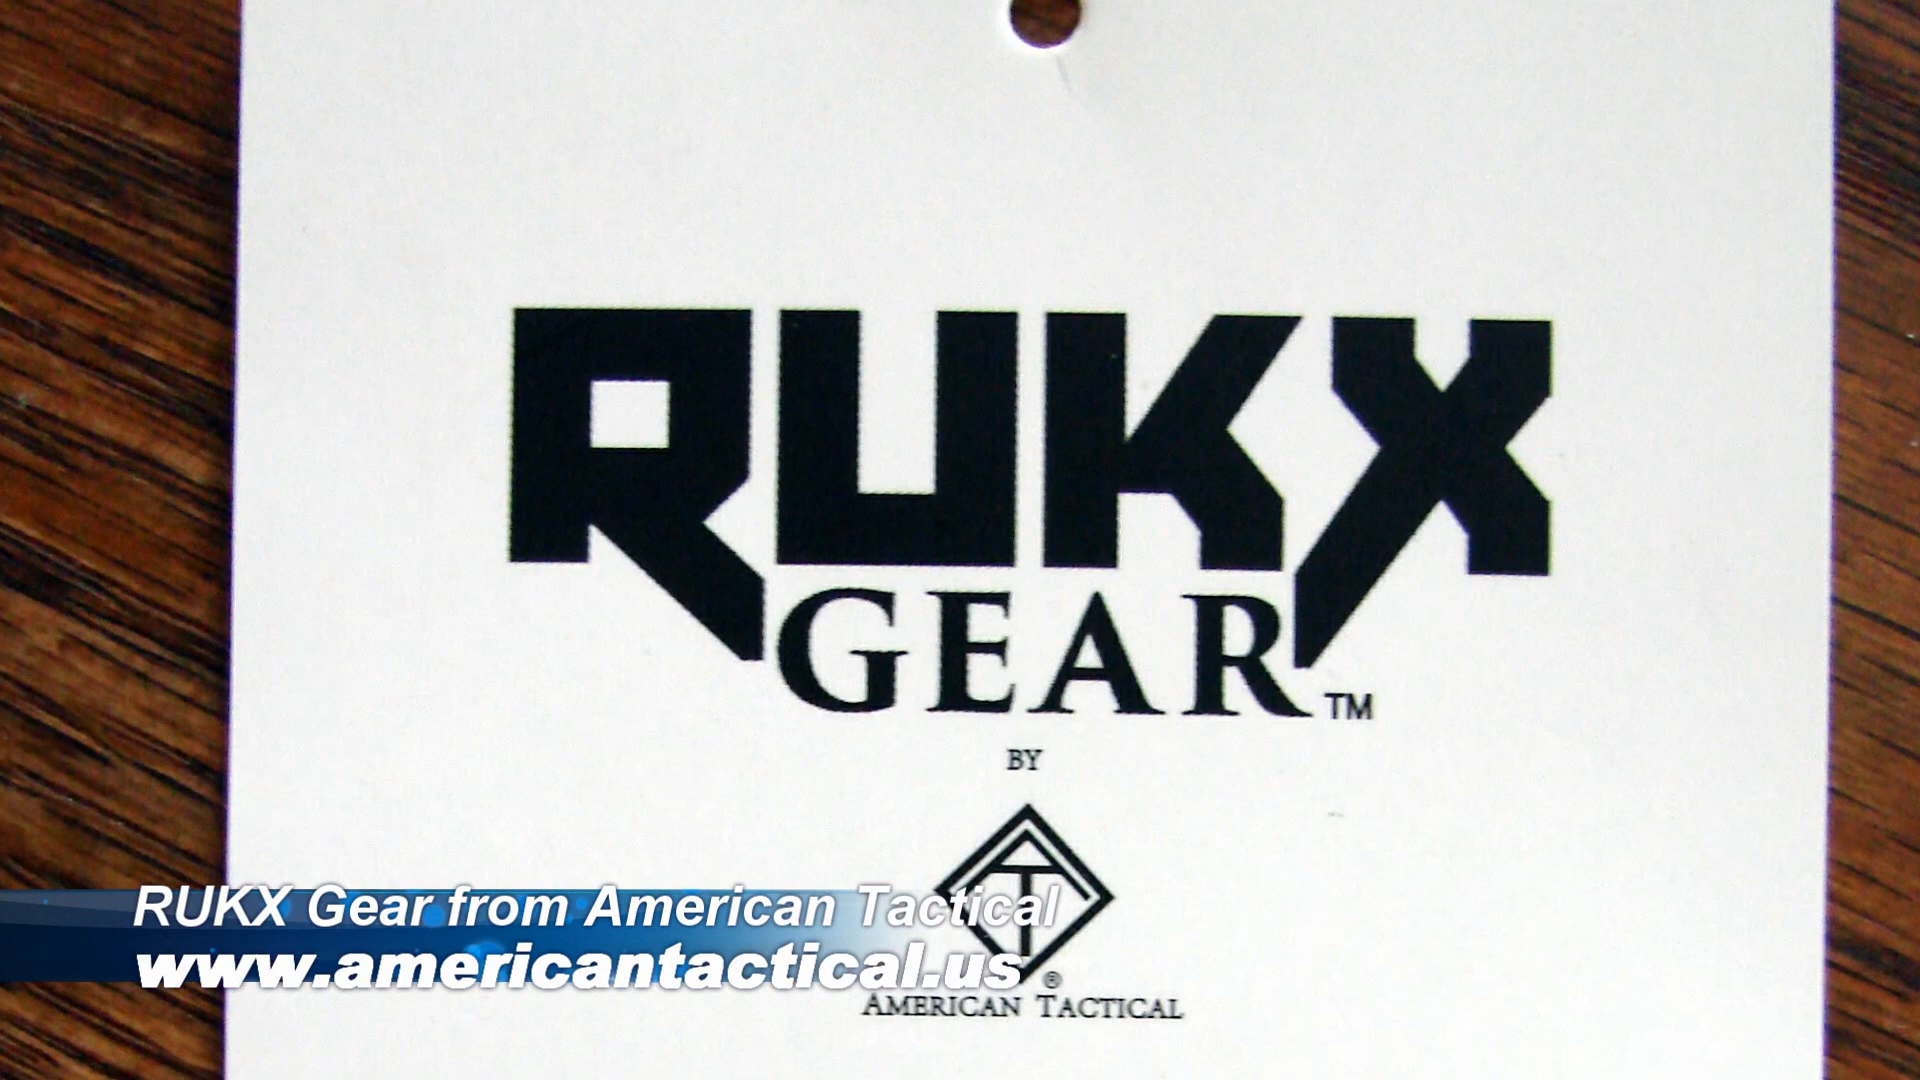 RUKX
GEAR™
BY
RUKX Gear from American Tactical
www.americantactical.us
®
AMERICAN TACTICAL